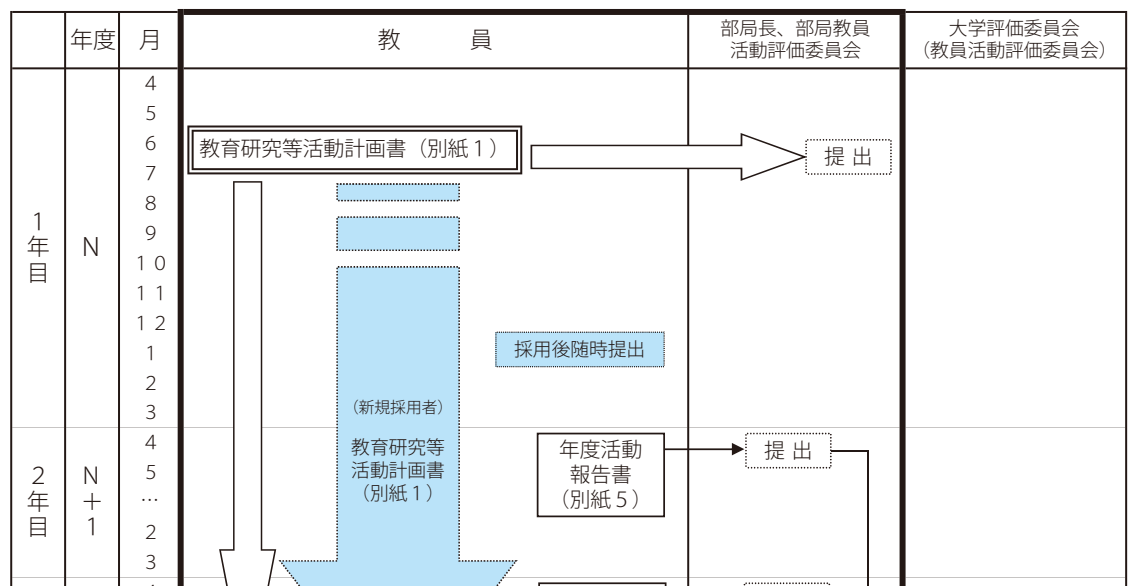 年度
月
教　員
部局長、部局教員
活動評価委員会
大学評価委員会
（教員活動評価委員会）
1年目
N
4
5
6
7
8
9
10
11
12
1
2
3
教育研究等活動計画書（別紙1）
提 出
採用後随時提出
（新規採用者）
教育研究等
活動計画書
（別紙1）
2年目
N+1
4
5
…
2
3
年度活動
報告書
（別紙5）
提 出